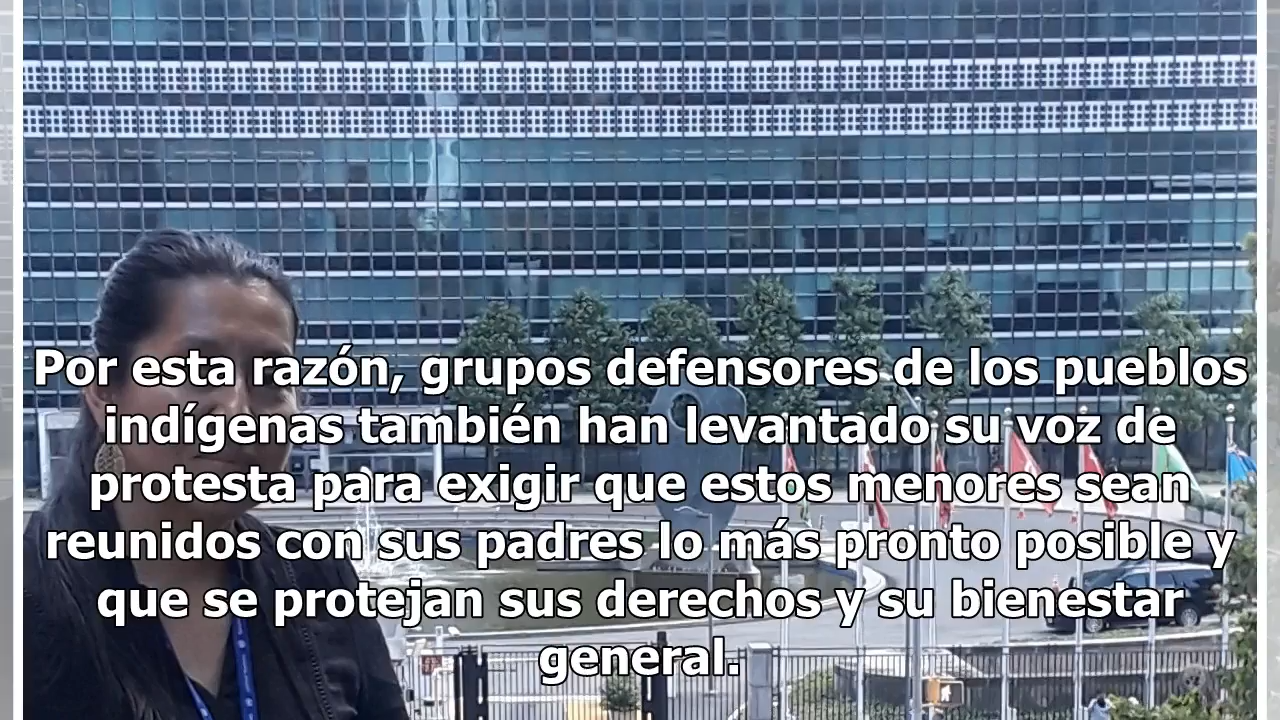 Por esta razón, grupos defensores de los pueblos
indígenas también han levantado su voz de
protesta para exigir que estos menores sean
reunidos con sus padres lo más pronto posible y
que se protejan sus derechos y su bienestar
general.